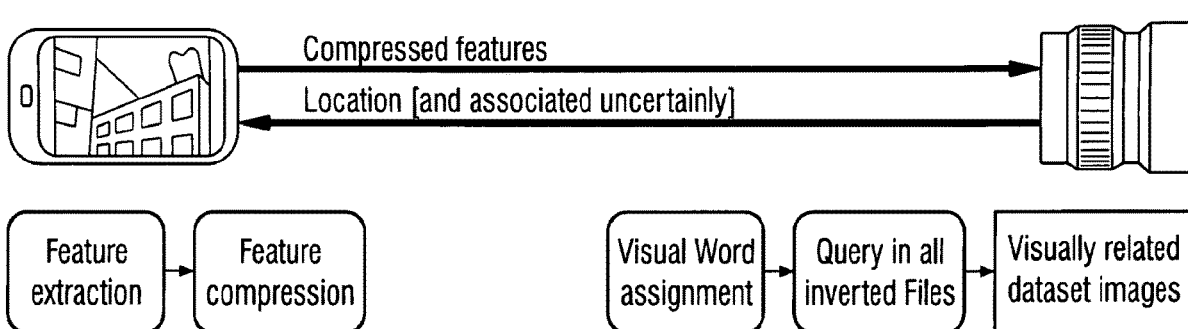 Compressed features
Location [and associated uncertainly]
Feature
extraction
Feature
compression
Visual Word
assignment
Query in all
inverted Files
Visually related
dataset images